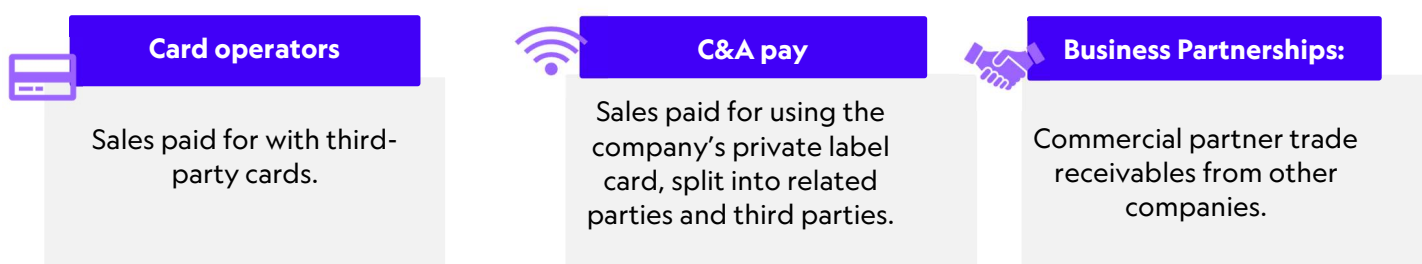 Card operators
Sales paid for with third-
party cards.
C&A pay
Sales paid for using the
company’s private label
card, split into related
parties and third parties.
Business Partnerships:
Commercial partner trade
receivables from other
companies.